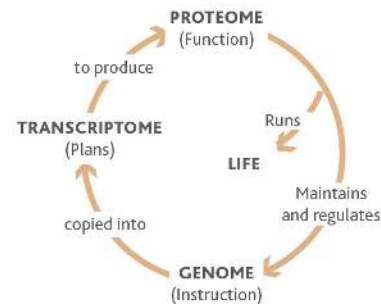 PROTEOME
(Function)
to produce
Runs
TRANSCRIPTOME
(Plans)
LIFE
Maintains
and regulates
copied into
GENOME
(Instruction)